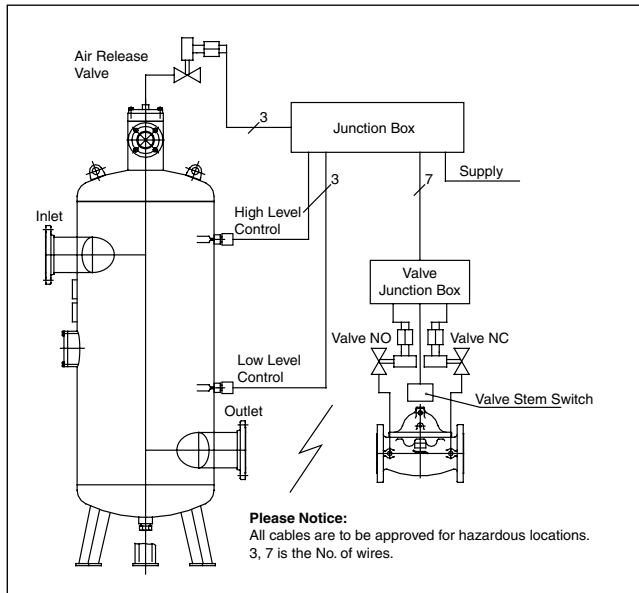 Air Release
Valve
3
Junction Box
3
7
Supply
High Level
Control
Inlet
Valve
Junction Box
Valve NO
Valve NC
Low Level
Control
Valve Stem Switch
Outlet
Please Notice:
All cables are to be approved for hazardous locations.
3, 7 is the No. of wires.